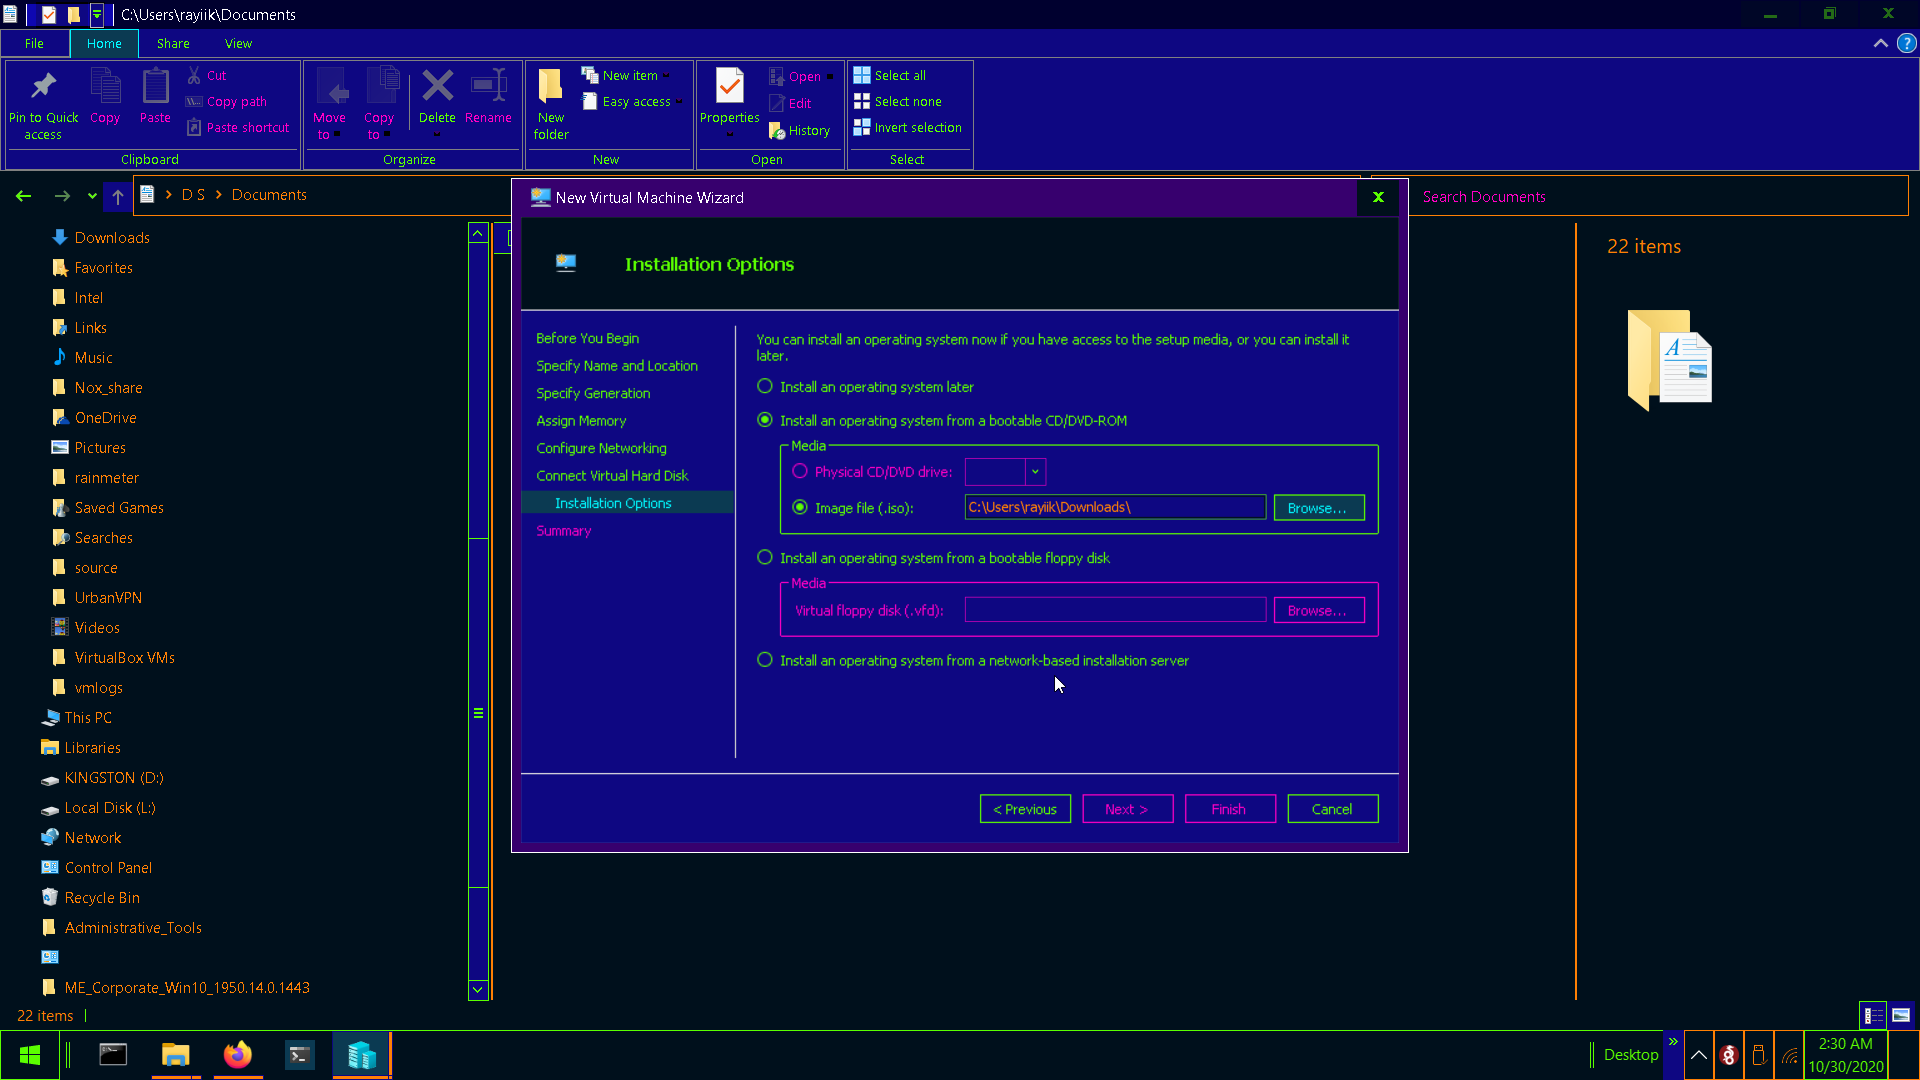 C:\Users\rayiik\Documents
File Home Share View
Pin to Quick access
Copy
Paste
Cut
Copy path
Paste shortcut
Clipboard
Move to
Copy to
Delete
Rename
Organize
New folder
New item
Easy access
New
Properties
Open
Edit
History
Open
Select all
Select none
Invert selection
Select
D S > Documents
Search Documents
Downloads
Favorites
Intel
Links
Music
Nox_share
OneDrive
Pictures
rainmeter
Saved Games
Searches
source
UrbanVPN
Videos
VirtualBox VMs
vmlogs
This PC
Libraries
KINGSTON (D:)
Local Disk (L:)
Network
Control Panel
Recycle Bin
Administrative_Tools
ME_Corporate_Win10_1950.14.0.1443
22 items
New Virtual Machine Wizard
Installation Options
Before You Begin
Specify Name and Location
Specify Generation
Assign Memory
Configure Networking
Connect Virtual Hard Disk
Installation Options
Summary
You can install an operating system now if you have access to the setup media, or you can install it
later.
Install an operating system later
Install an operating system from a bootable CD/DVD-ROM
Media
Physical CD/DVD drive:
Image file (.iso): C:\Users\rayiik\Downloads\ Browse...
Install an operating system from a bootable floppy disk
Media
Virtual floppy disk (.vfd): Browse...
Install an operating system from a network-based installation server
< Previous Next > Finish Cancel
22 items
Desktop
2:30 AM
10/30/2020